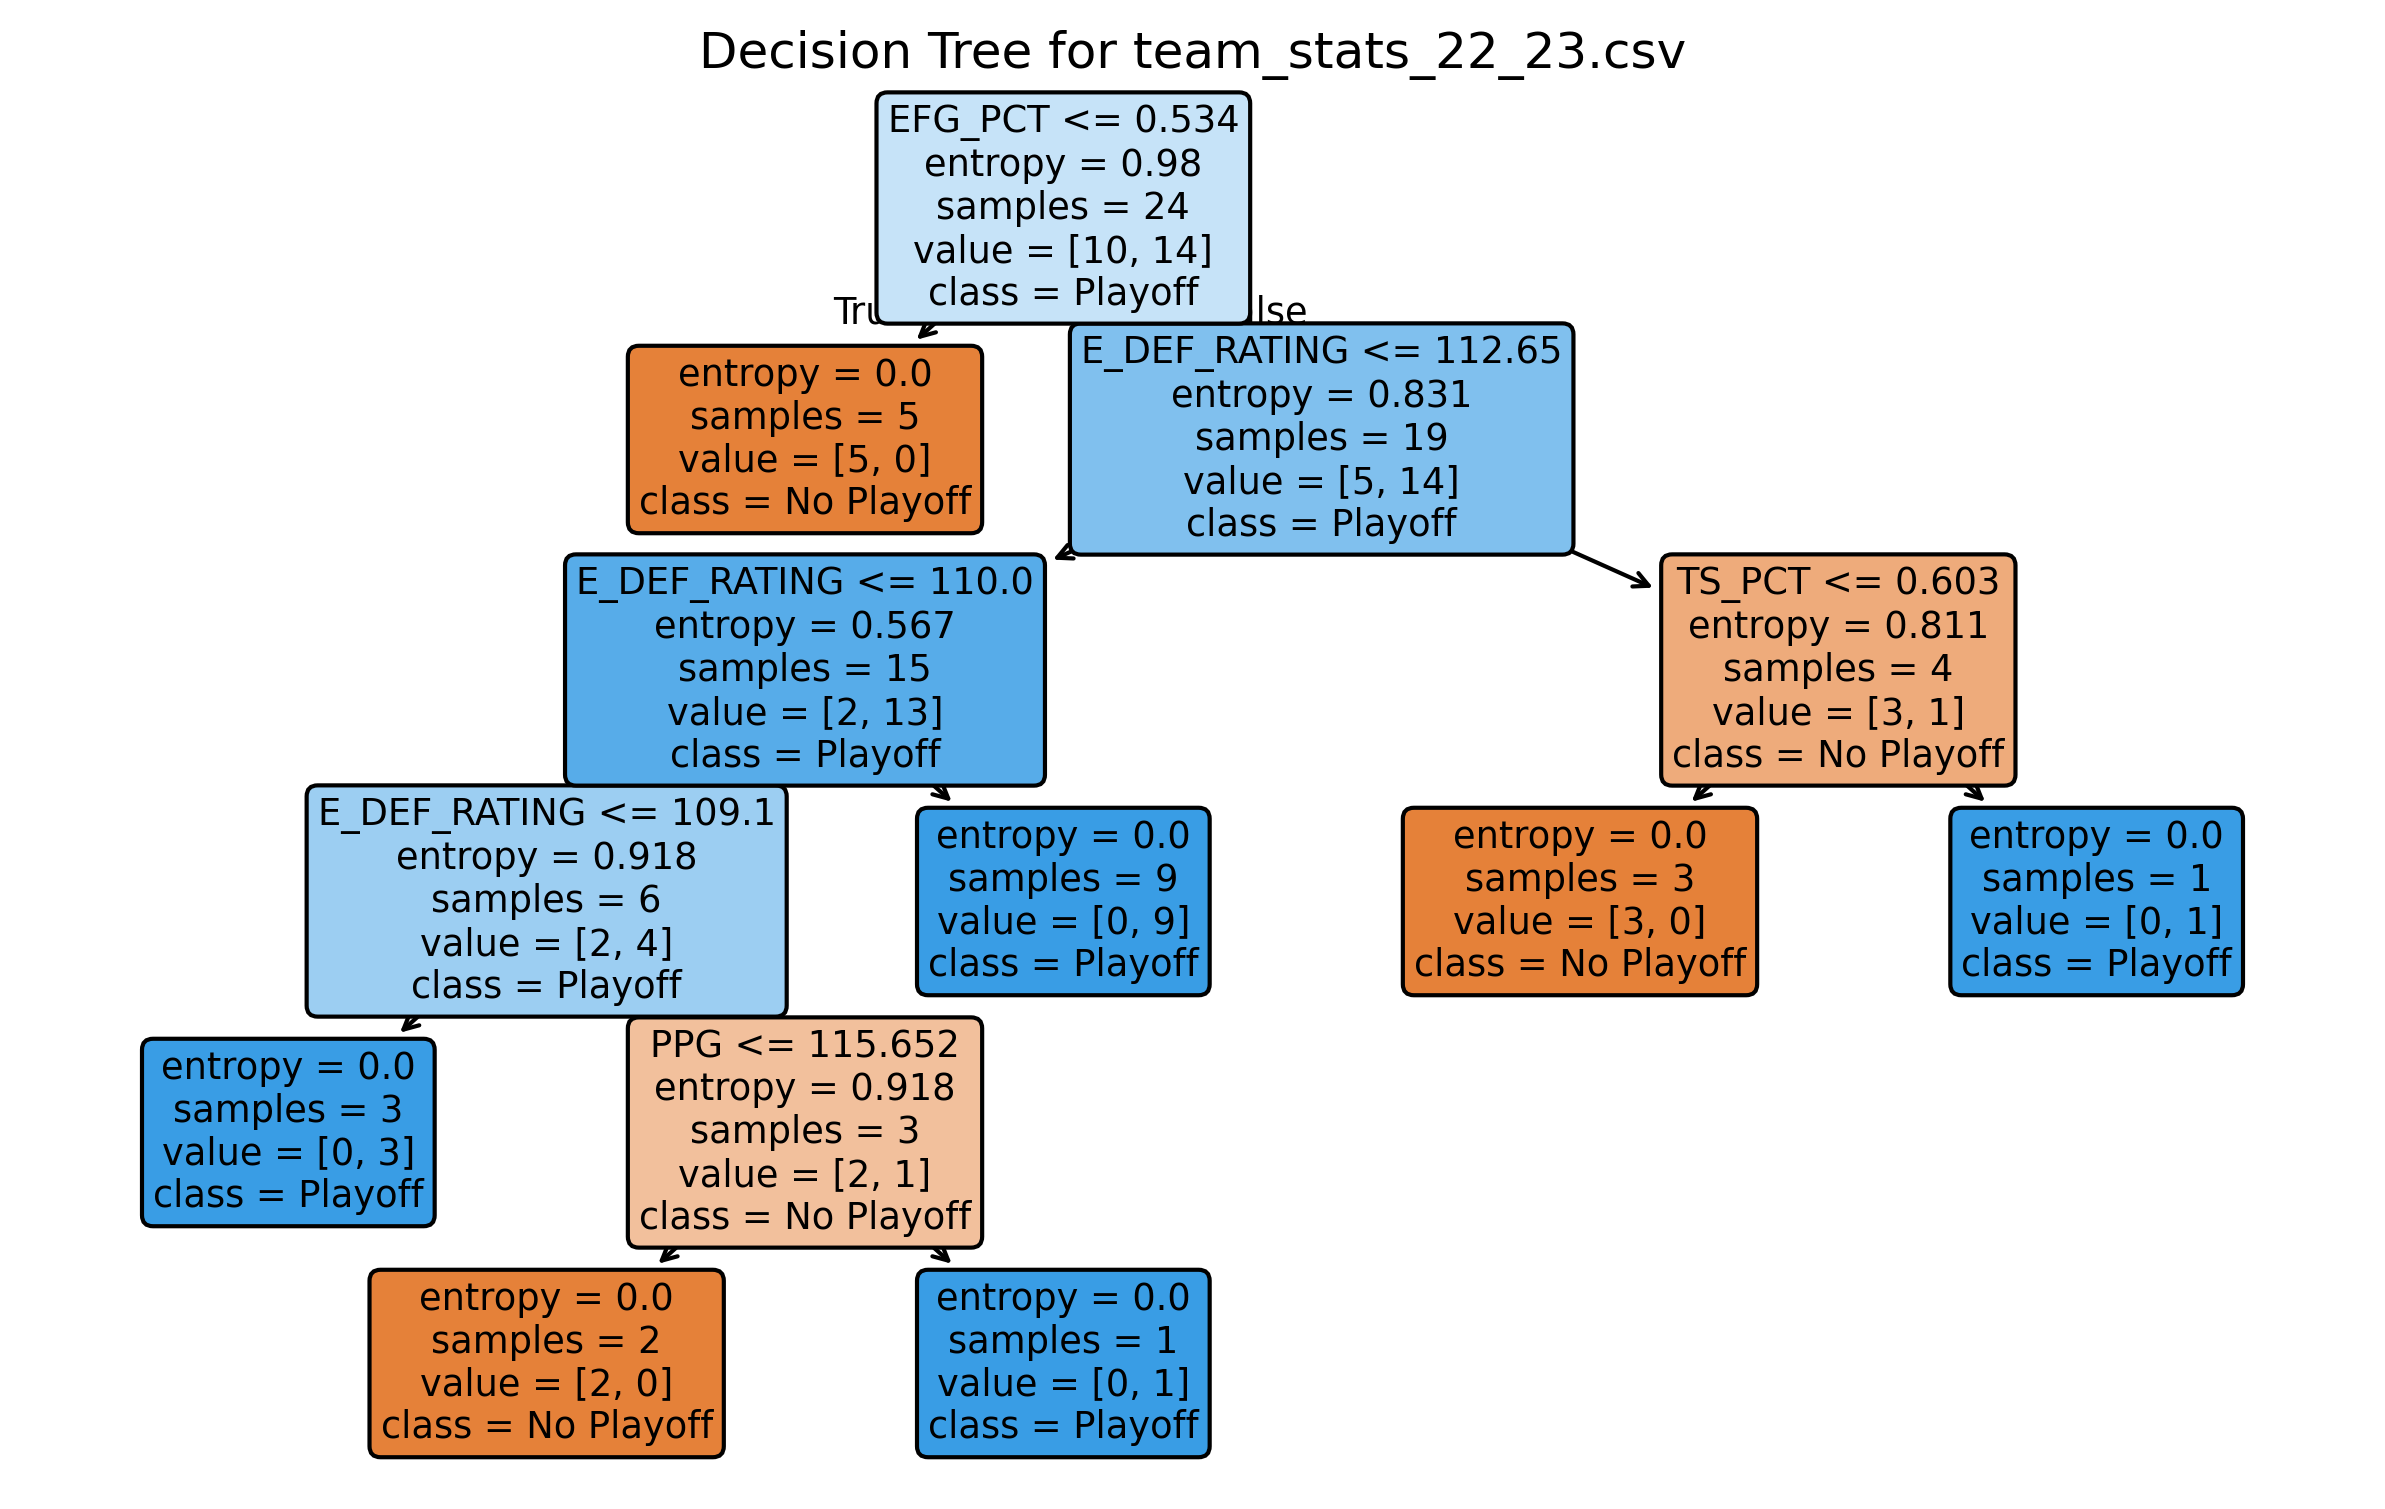 Decision Tree for team_stats_22_23.csv
EFG_PCT <= 0.534
entropy = 0.98
samples = 24
value = [10, 14]
class = Playoff
entropy = 0.0
samples = 5
value = [5, 0]
class = No Playoff
E_DEF_RATING <= 112.65
entropy = 0.831
samples = 19
value = [5, 14]
class = Playoff
E_DEF_RATING <= 110.0
entropy = 0.567
samples = 15
value = [2, 13]
class = Playoff
TS_PCT <= 0.603
entropy = 0.811
samples = 4
value = [3, 1]
class = No Playoff
E_DEF_RATING <= 109.1
entropy = 0.918
samples = 6
value = [2, 4]
class = Playoff
entropy = 0.0
samples = 9
value = [0, 9]
class = Playoff
entropy = 0.0
samples = 3
value = [3, 0]
class = No Playoff
entropy = 0.0
samples = 1
value = [0, 1]
class = Playoff
entropy = 0.0
samples = 3
value = [0, 3]
class = Playoff
PPG <= 115.652
entropy = 0.918
samples = 3
value = [2, 1]
class = No Playoff
entropy = 0.0
samples = 2
value = [2, 0]
class = No Playoff
entropy = 0.0
samples = 1
value = [0, 1]
class = Playoff